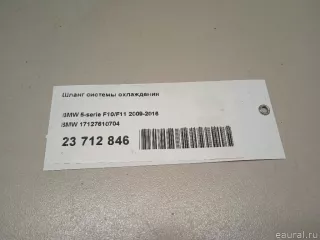 Шланг системы охлаждения
BMW 5-serie F10/F11 2009-2016
BMW 17127610704
23 712 846
eaural.ru